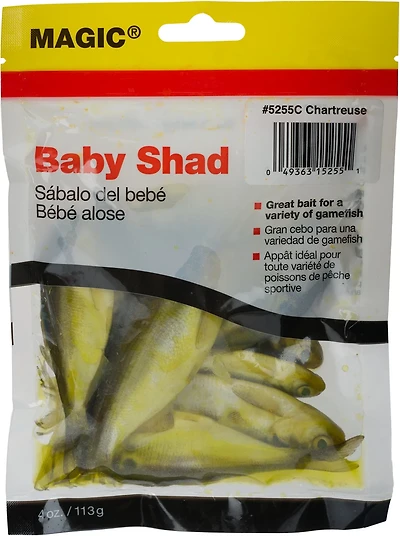 MAGIC®
#5255C Chartreuse
0 49363 15255 1
Baby Shad
Sábalo del bebé
Bébé alose
Great bait for a
variety of gamefish
Gran cebo para una
variedad de gamefish
Appât idéal pour
toute variété de
poissons de pêche
sportive
4 oz. / 113g